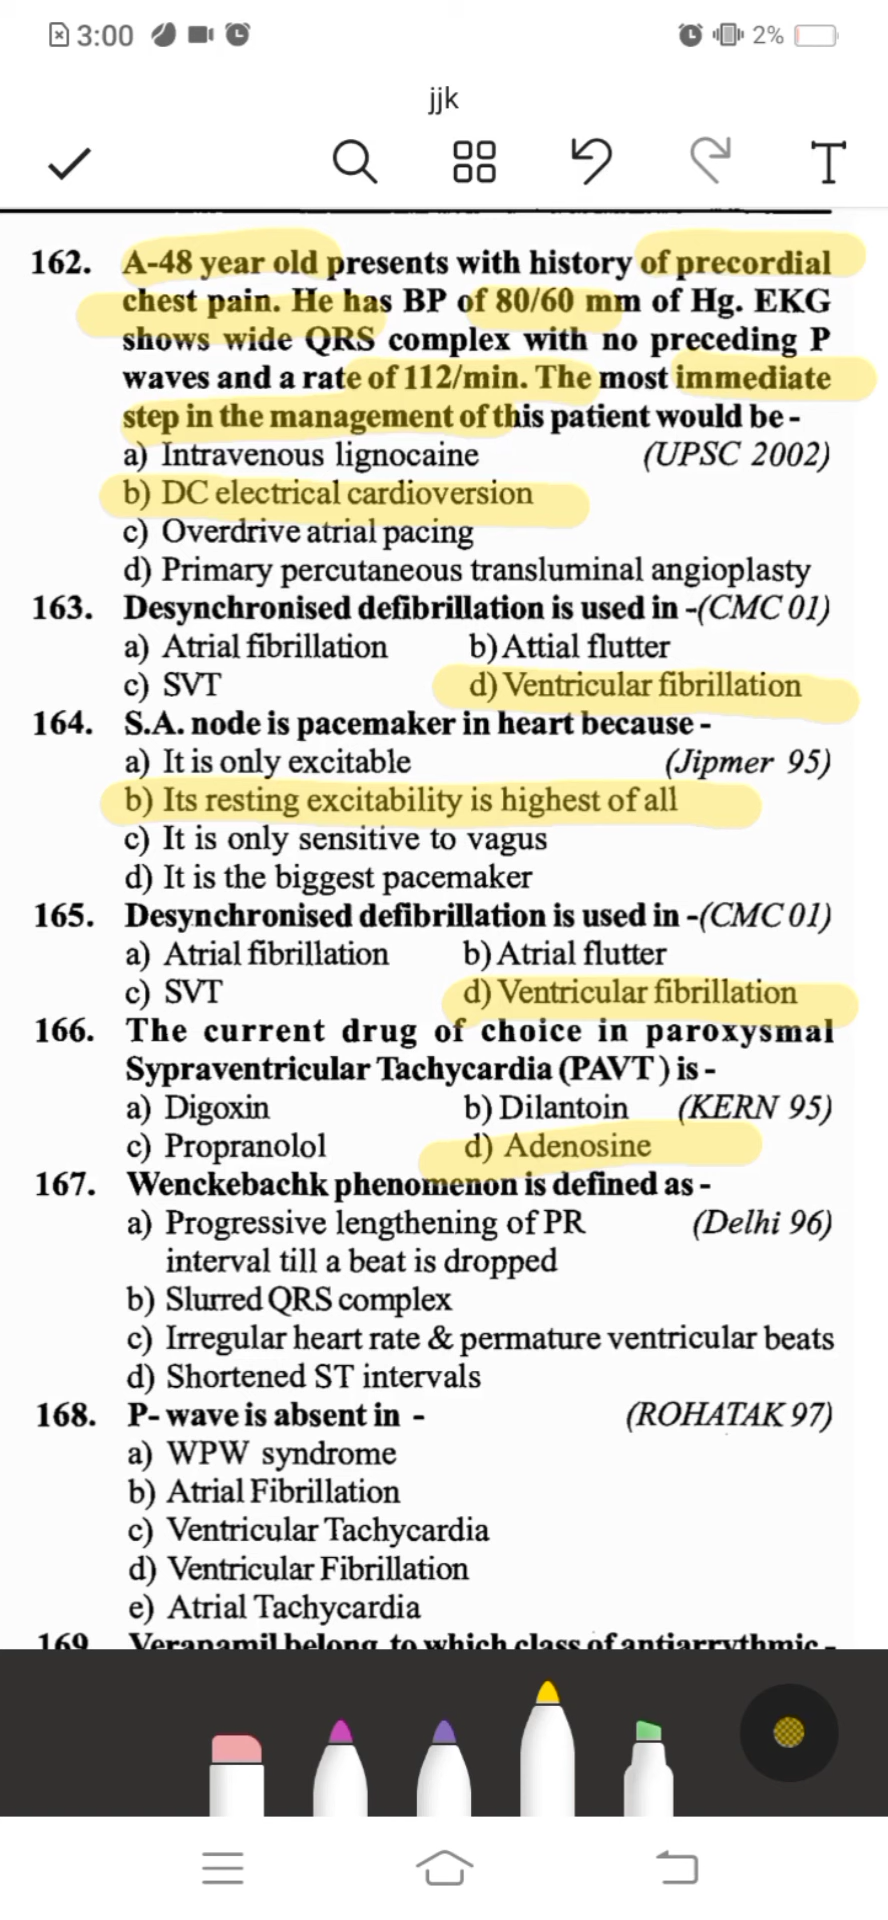 3:00
2%
jjk
T
162. A-48 year old presents with history of precordial
chest pain. He has BP of 80/60 mm of Hg. EKG
shows wide QRS complex with no preceding P
waves and a rate of 112/min. The most immediate
step in the management of this patient would be -
a) Intravenous lignocaine (UPSC 2002)
b) DC electrical cardioversion
c) Overdrive atrial pacing
d) Primary percutaneous transluminal angioplasty
163. Desynchronised defibrillation is used in -(CMC 01)
a) Atrial fibrillation b) Attial flutter
c) SVT d) Ventricular fibrillation
164. S.A. node is pacemaker in heart because -
a) It is only excitable (Jipmer 95)
b) Its resting excitability is highest of all
c) It is only sensitive to vagus
d) It is the biggest pacemaker
165. Desynchronised defibrillation is used in -(CMC 01)
a) Atrial fibrillation b) Atrial flutter
c) SVT d) Ventricular fibrillation
166. The current drug of choice in paroxysmal
Sypraventricular Tachycardia (PAVT) is -
a) Digoxin b) Dilantoin (KERN 95)
c) Propranolol d) Adenosine
167. Wenckebachk phenomenon is defined as -
a) Progressive lengthening of PR (Delhi 96)
interval till a beat is dropped
b) Slurred QRS complex
c) Irregular heart rate & permature ventricular beats
d) Shortened ST intervals
168. P- wave is absent in - (ROHATAK 97)
a) WPW syndrome
b) Atrial Fibrillation
c) Ventricular Tachycardia
d) Ventricular Fibrillation
e) Atrial Tachycardia
169 Verapamil belong to which class of antiarrythmic -